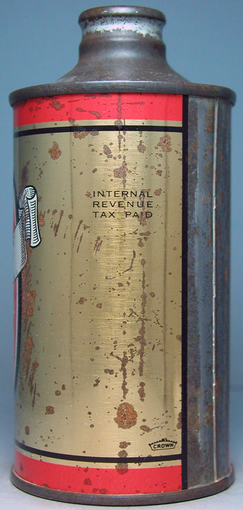 INTERNAL
REVENUE
TAX PAID
CROWN